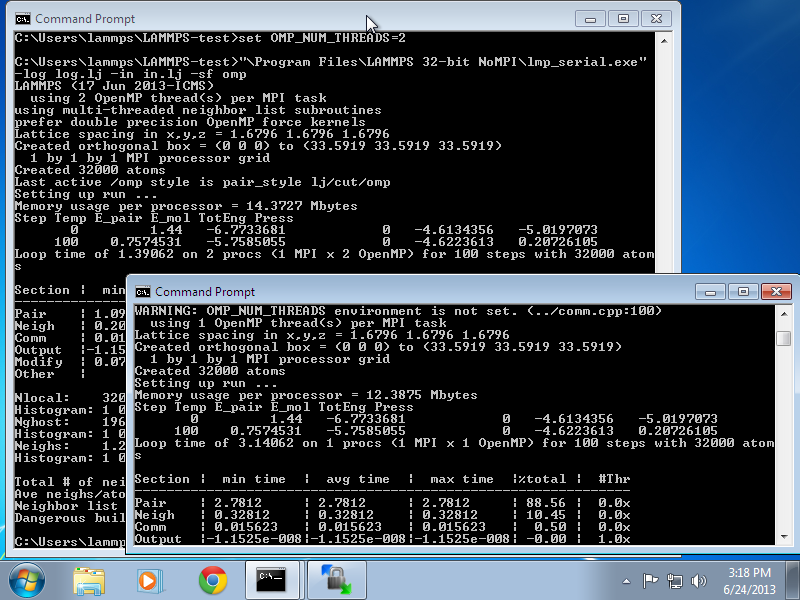 Command Prompt
C:\Users\lammps\LAMMPS-test>set OMP_NUM_THREADS=2
C:\Users\lammps\LAMMPS-test>"\Program Files\LAMMPS 32-bit NoMPI\lmp_serial.exe"
-log log.lj -in in.lj -sf omp
LAMMPS (17 Jun 2013-ICMS)
using 2 OpenMP thread(s) per MPI task
using multi-threaded neighbor list subroutines
prefer double precision OpenMP force kernels
Lattice spacing in x,y,z = 1.6796 1.6796 1.6796
Created orthogonal box = (0 0 0) to (33.5919 33.5919 33.5919)
1 by 1 by 1 MPI processor grid
Created 32000 atoms
Last active /omp style is pair_style lj/cut/omp
Setting up run ...
Memory usage per processor = 14.3727 Mbytes
Step Temp E_pair E_mol TotEng Press
0 1.44 -6.7733681 0 -4.6134356 -5.0197073
100 0.7574531 -5.7585055 0 -4.6223613 0.20726105
Loop time of 1.39062 on 2 procs (1 MPI x 2 OpenMP) for 100 steps with 32000 atom
s
Section | min
Pair | 1.09
Neigh | 0.20
Comm | 0.01
Output |-1.15
Modify | 0.07
Other |
Nlocal: 320
Histogram: 1 0
Nghost: 196
Histogram: 1 0
Neighs: 1.2
Histogram: 1 0
Total # of nei
Ave neighs/ato
Neighbor list
Dangerous buil
C:\Users\lammp
Command Prompt
WARNING: OMP_NUM_THREADS environment is not set. (../comm.cpp:100)
using 1 OpenMP thread(s) per MPI task
Lattice spacing in x,y,z = 1.6796 1.6796 1.6796
Created orthogonal box = (0 0 0) to (33.5919 33.5919 33.5919)
1 by 1 by 1 MPI processor grid
Created 32000 atoms
Setting up run ...
Memory usage per processor = 12.3875 Mbytes
Step Temp E_pair E_mol TotEng Press
0 1.44 -6.7733681 0 -4.6134356 -5.0197073
100 0.7574531 -5.7585055 0 -4.6223613 0.20726105
Loop time of 3.14062 on 1 procs (1 MPI x 1 OpenMP) for 100 steps with 32000 atom
s
Section | min time | avg time | max time |%total | #Thr
Pair | 2.7812 | 2.7812 | 2.7812 | 88.56 | 0.0x
Neigh | 0.32812 | 0.32812 | 0.32812 | 10.45 | 0.0x
Comm | 0.015623 | 0.015623 | 0.015623 | 0.50 | 0.0x
Output |-1.1525e-008|-1.1525e-008|-1.1525e-008| -0.00 | 1.0x
3:18 PM
6/24/2013